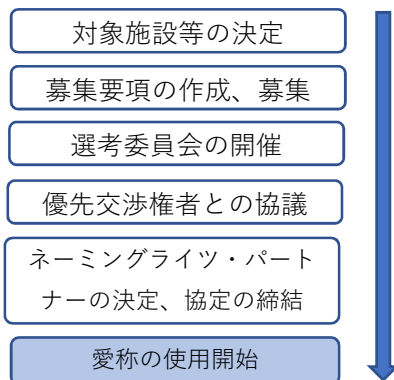 対象施設等の決定
募集要項の作成、募集
選考委員会の開催
優先交渉権者との協議
ネーミングライツ・パート
ナーの決定、協定の締結
愛称の使用開始